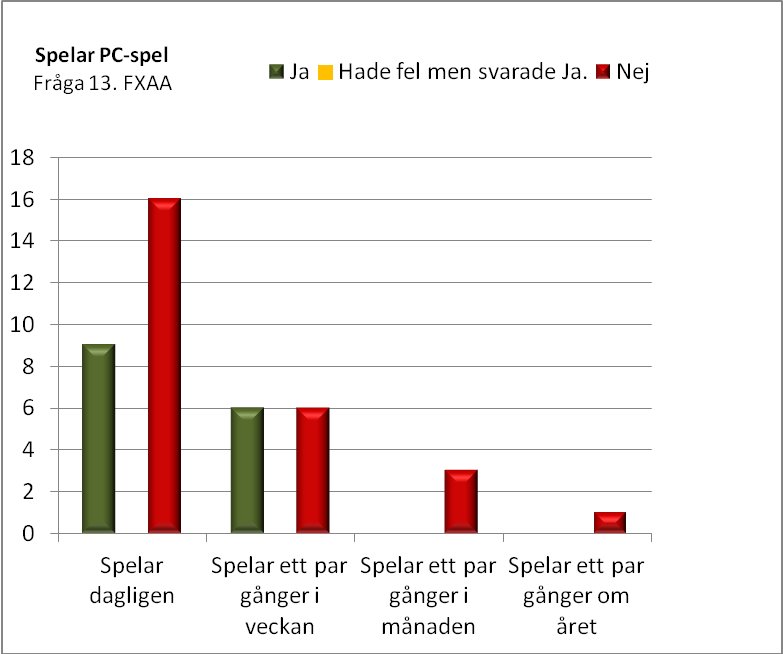 Spelar PC-spel
Fråga 13. FXAA
Ja Hade fel men svarade Ja. Nej
18
16
14
12
10
8
6
4
2
0
Spelar dagligen
Spelar ett par gånger i veckan
Spelar ett par gånger i månaden
Spelar ett par gånger om året